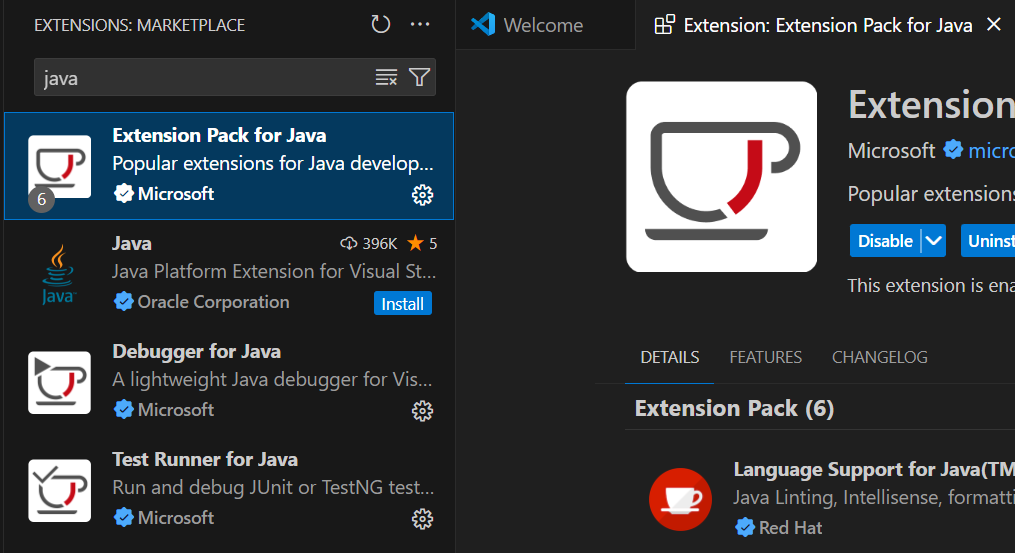 EXTENSIONS: MARKETPLACE
java
Extension Pack for Java
Popular extensions for Java develop...
Microsoft
6
Java 396K 5
Java Platform Extension for Visual St...
Oracle Corporation Install
Java
Debugger for Java
A lightweight Java debugger for Vis...
Microsoft
Test Runner for Java
Run and debug JUnit or TestNG test...
Microsoft
Welcome
Extension: Extension Pack for Java
Extension
Microsoft micro
Popular extensions
Disable Uninst
This extension is ena
DETAILS FEATURES CHANGELOG
Extension Pack (6)
Language Support for Java(TM
Java Linting, Intellisense, formatti
Red Hat